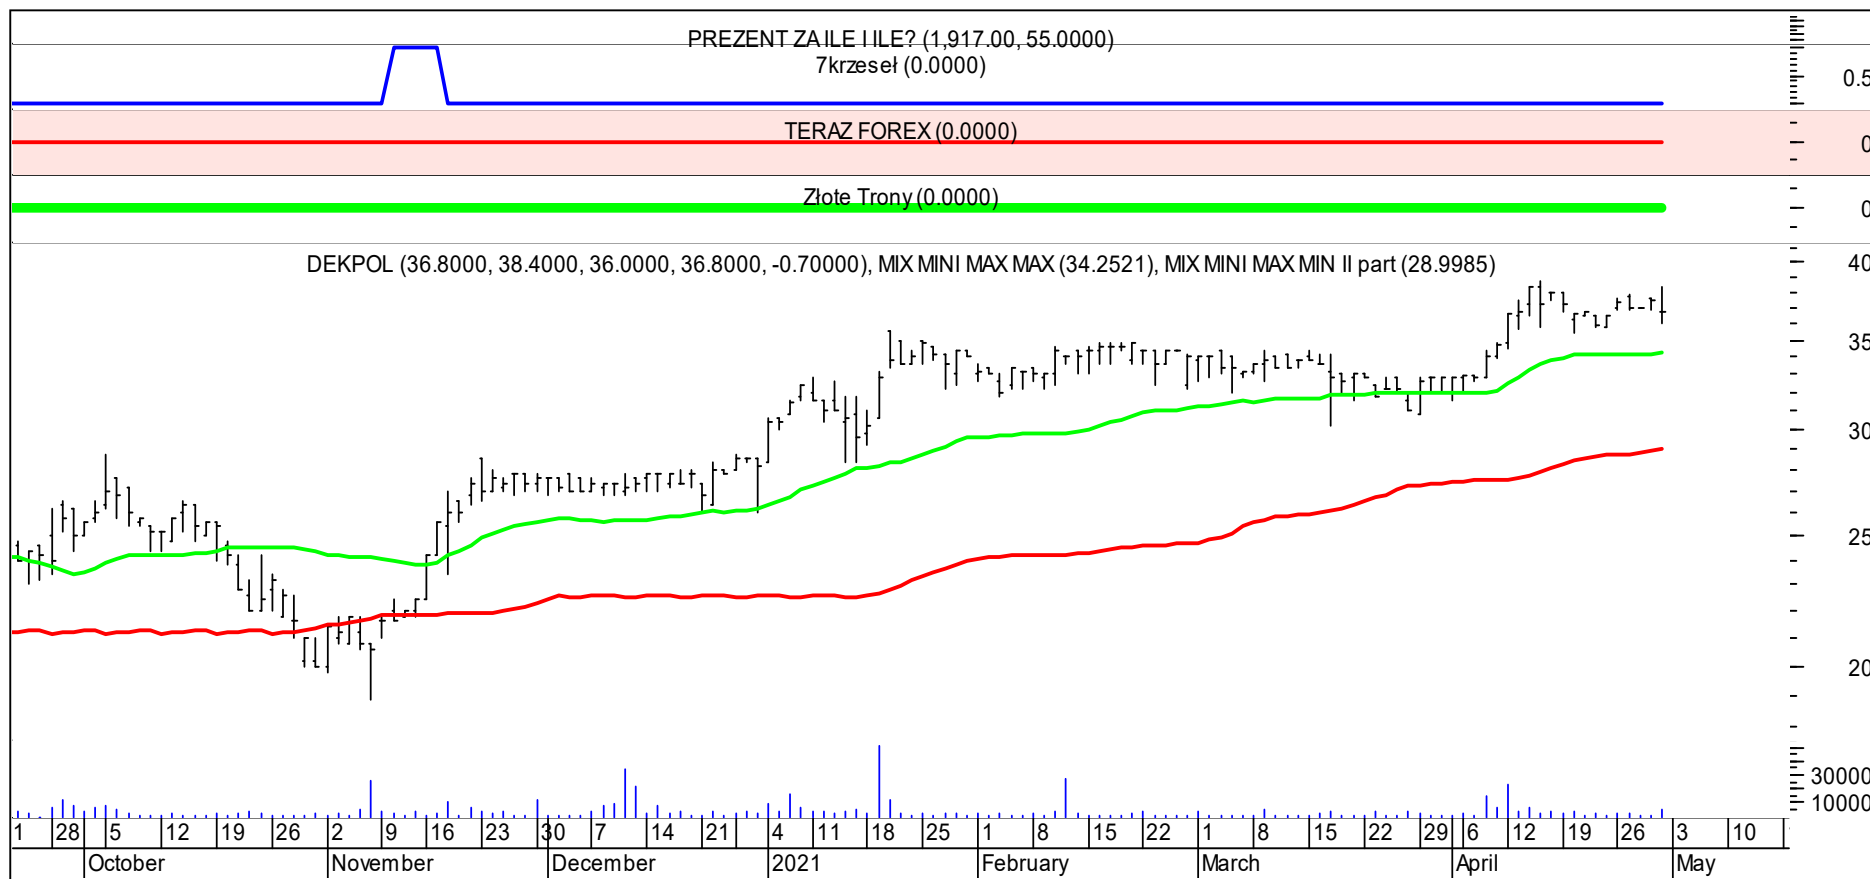 PREZENT ZA ILE I ILE? (1,917.00, 55.0000)
7krzeseł (0.0000)
0.5
TERAZ FOREX (0.0000)
0
Złote Trony (0.0000)
0
DEKPOL (36.8000, 38.4000, 36.0000, 36.8000, -0.70000), MIX MINI MAX MAX (34.2521), MIX MINI MAX MIN II part (28.9985)
40
35
30
25
20
30000
10000
1 28 5 12 19 26 2 9 16 23 30 7 14 21 4 11 18 25 1 8 15 22 1 8 15 22 29 6 12 19 26 3 10
October November December 2021 February March April May